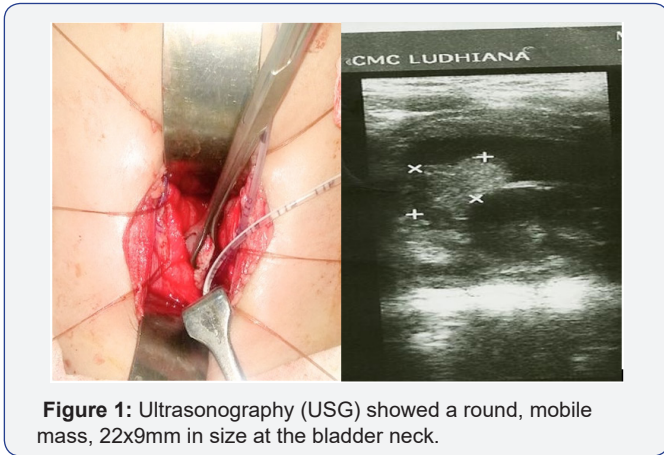 CMC LUDHIANA
Figure 1: Ultrasonography (USG) showed a round, mobile
mass, 22x9mm in size at the bladder neck.